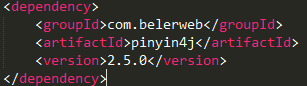 <dependency>
<groupId>com.belerweb</groupId>
<artifactId>pinyin4j</artifactId>
<version>2.5.0</version>
</dependency>